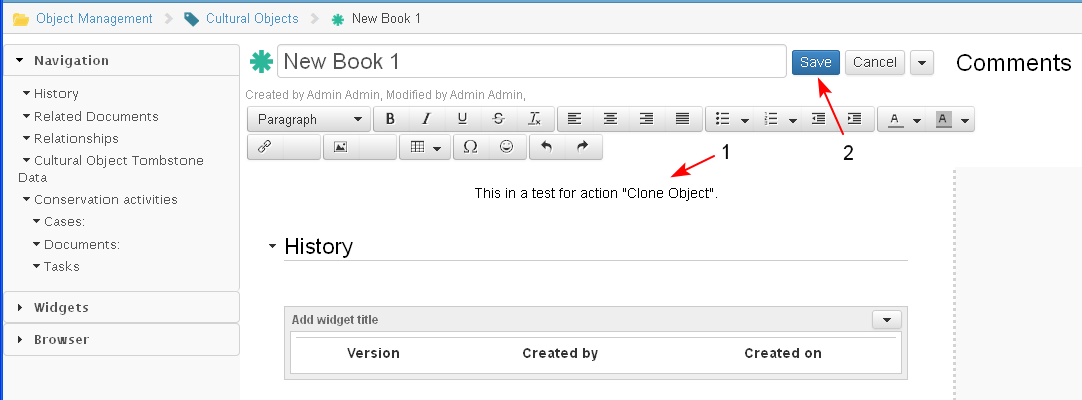 Object Management Cultural Objects New Book 1
Navigation
History
Related Documents
Relationships
Cultural Object Tombstone
Data
Conservation activities
Cases:
Documents:
Tasks
Widgets
Browser
New Book 1 Save Cancel
Comments
Created by Admin Admin, Modified by Admin Admin,
Paragraph B I U S Tx A A
Ω
1
2
This in a test for action "Clone Object".
History
Add widget title
Version Created by Created on